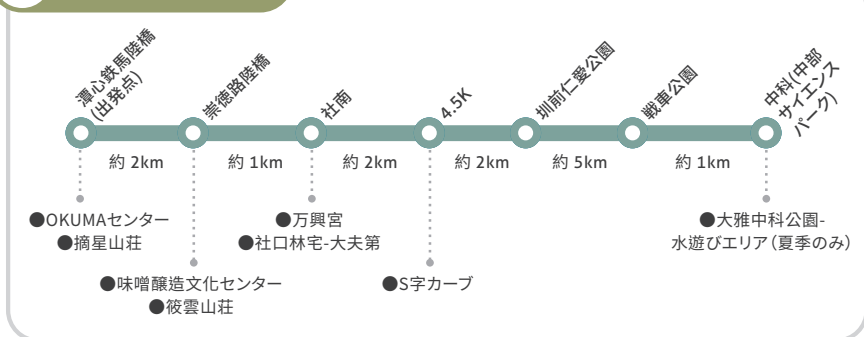 潭心鉄馬陸橋
(出発点)
崇徳路陸橋
社南
4.5K
圳前仁愛公園
戦車公園
中科(中部
サイエンス
パーク)
約 2km
約 1km
約 2km
約 2km
約 5km
約 1km
●OKUMAセンター
●摘星山荘
●味噌醸造文化センター
●筱雲山荘
●万興宮
●社口林宅-大夫第
●S字カーブ
●大雅中科公園-
水遊びエリア（夏季のみ）